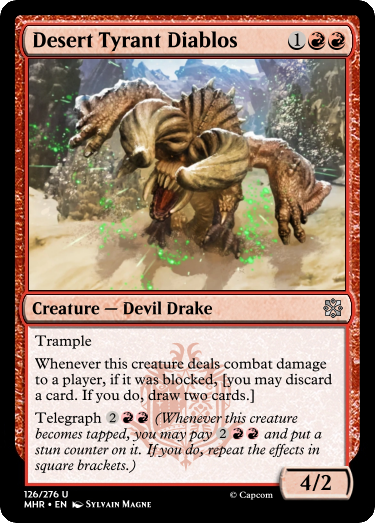 Desert Tyrant Diablos 1RR
Creature — Devil Drake
Trample
Whenever this creature deals combat damage
to a player, if it was blocked, [you may discard
a card. If you do, draw two cards.]
Telegraph 2RR (Whenever this creature
becomes tapped, you may pay 2RR and put a
stun counter on it. If you do, repeat the effects in
square brackets.)
4/2
126/276 U
MHR • EN Sylvain Magne
© Capcom